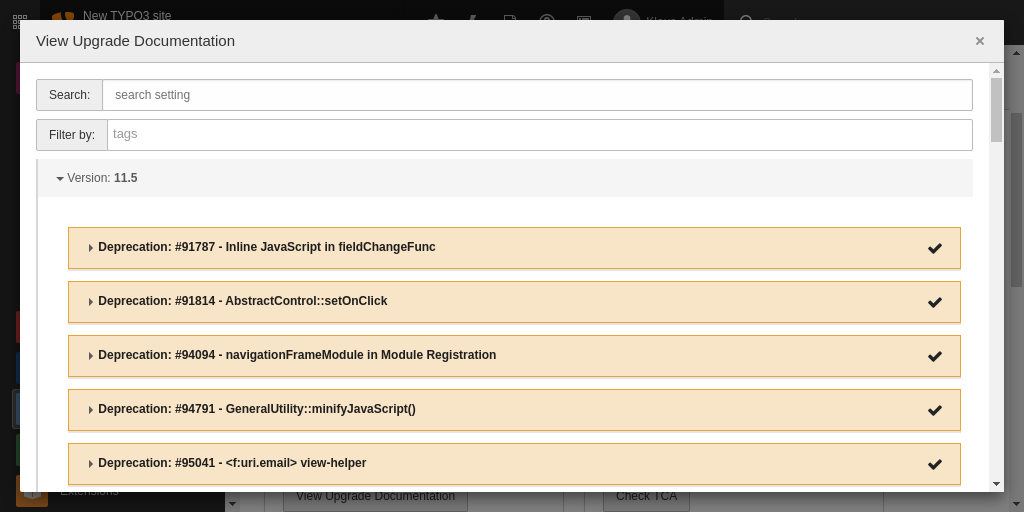 New TYPO3 site
Klaus Admin
View Upgrade Documentation
×
Search:
search setting
Filter by:
tags
Version: 11.5
Deprecation: #91787 - Inline JavaScript in fieldChangeFunc
Deprecation: #91814 - AbstractControl::setOnClick
Deprecation: #94094 - navigationFrameModule in Module Registration
Deprecation: #94791 - GeneralUtility::minifyJavaScript()
Deprecation: #95041 - <f:uri.email> view-helper
Extensions
View Upgrade Documentation
Check TCA